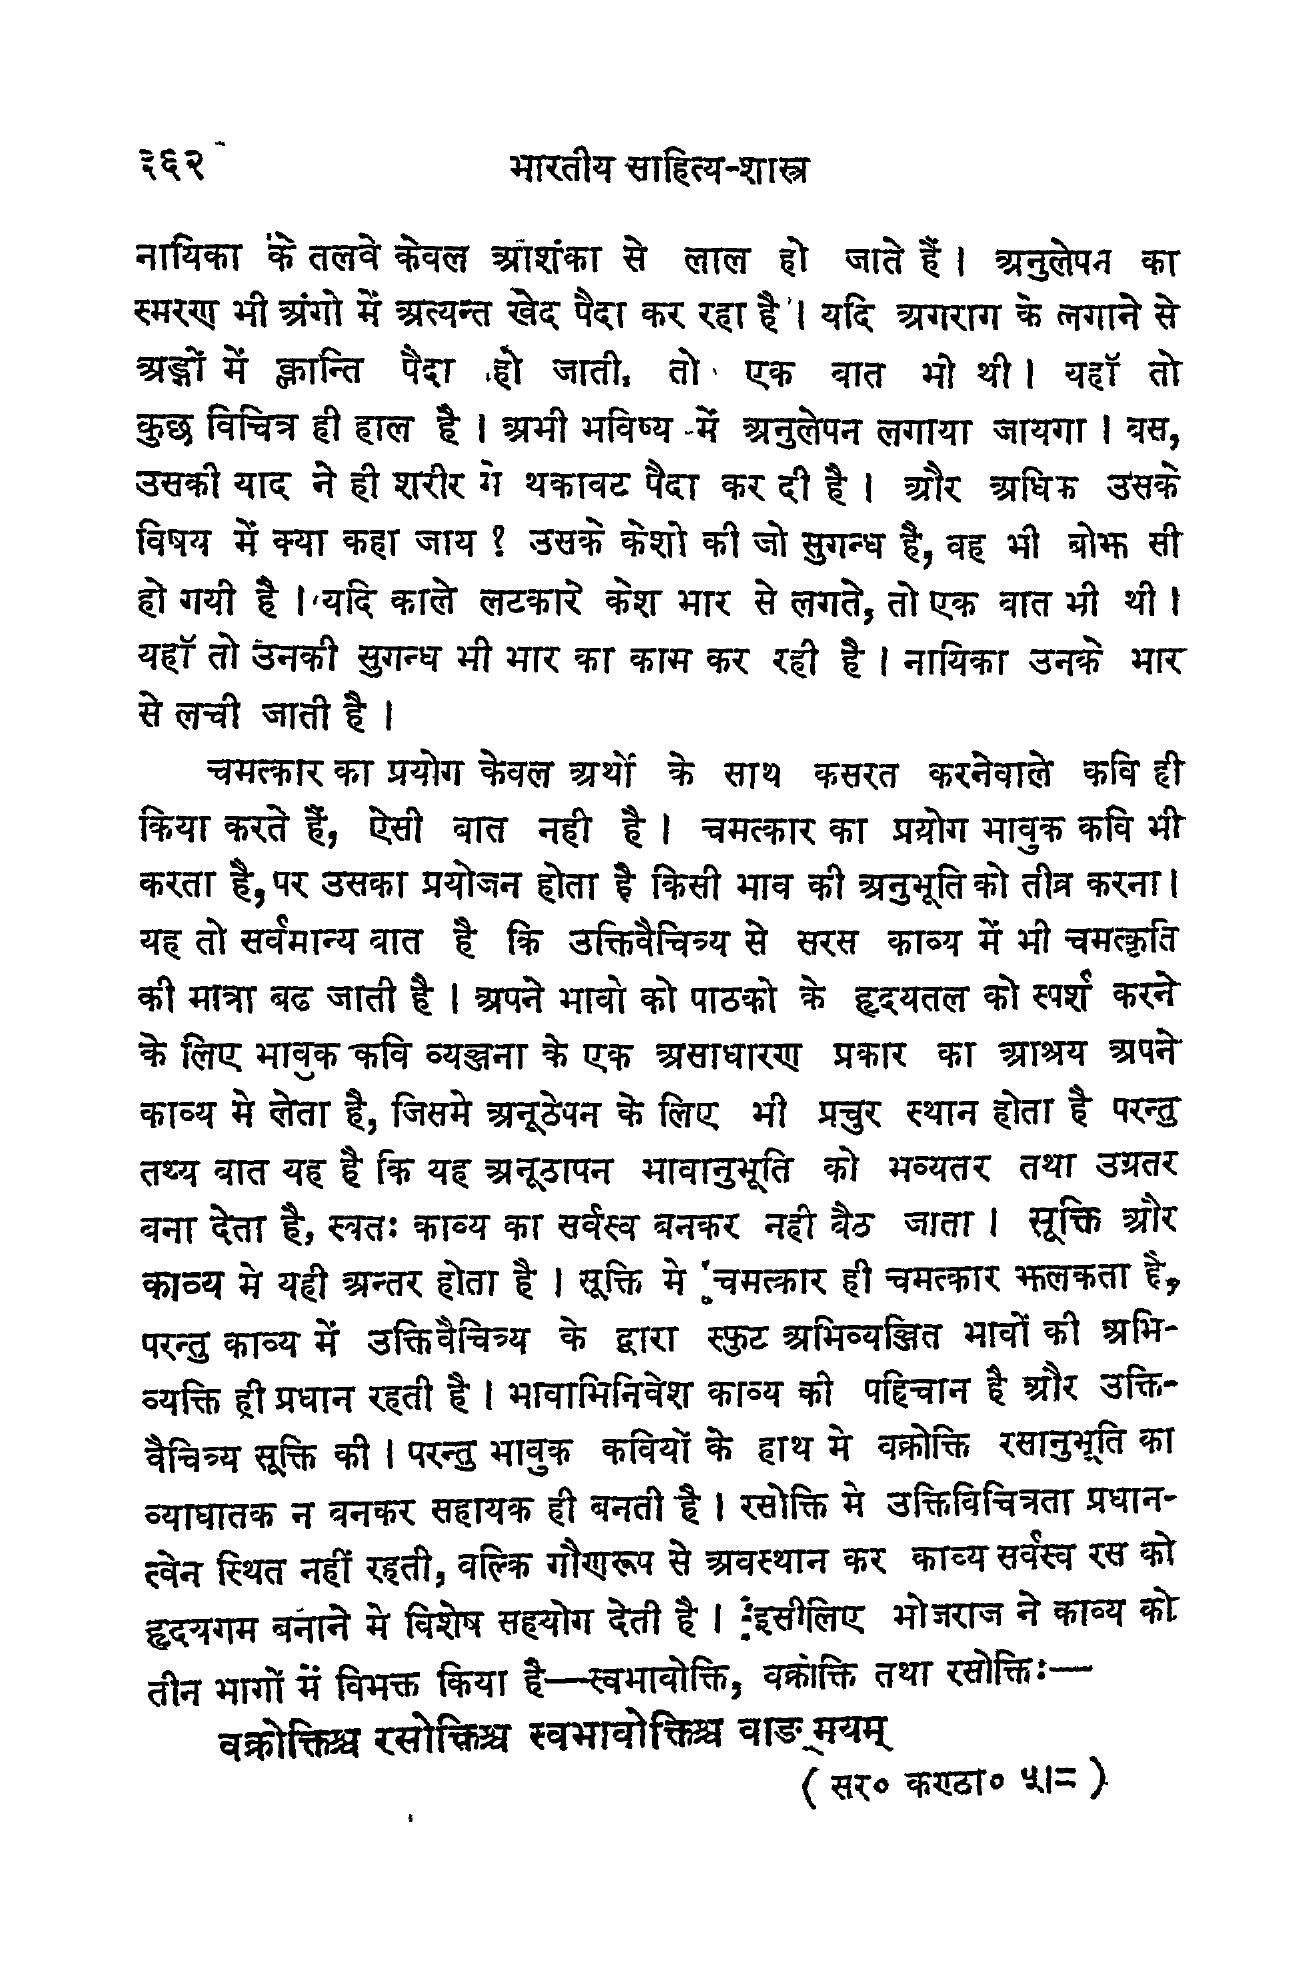 ३६२ भारतीय साहित्य-शास्त्र
नायिका के तलवे केवल आशंका से लाल हो जाते हैं। अनुलेपन का
स्मरण भी अंगो में अत्यन्त खेद पैदा कर रहा है। यदि अगराग के लगाने से
अङ्गों में क्लान्ति पैदा हो जाती, तो एक वात भी थी। यहाँ तो
कुछ विचित्र ही हाल है। अभी भविष्य में अनुलेपन लगाया जायगा। वस,
उसकी याद ने ही शरीर मे थकावट पैदा कर दी है। और अधिक उसके
विषय में क्या कहा जाय? उसके केशो की जो सुगन्ध है, वह भी बोझ सी
हो गयी है। यदि काले लटकारे केश भार से लगते, तो एक वात भी थी।
यहाँ तो उनकी सुगन्ध भी भार का काम कर रही है। नायिका उनके भार
से लची जाती है।
चमत्कार का प्रयोग केवल अर्थों के साथ कसरत करनेवाले कवि ही
किया करते हैं, ऐसी बात नही है। चमत्कार का प्रयोग भावुक कवि भी
करता है, पर उसका प्रयोजन होता है किसी भाव की अनुभूति को तीव्र करना।
यह तो सर्वमान्य वात है कि उक्तिवैचित्र्य से सरस काव्य में भी चमत्कृति
की मात्रा बढ जाती है। अपने भावो को पाठको के हृदयतल को स्पर्श करने
के लिए भावुक कवि व्यञ्जना के एक असाधारण प्रकार का आश्रय अपने
काव्य मे लेता है, जिसमे अनूठेपन के लिए भी प्रचुर स्थान होता है परन्तु
तथ्य वात यह है कि यह अनूठापन भावानुभूति को भव्यतर तथा उग्रतर
वना देता है, स्वतः काव्य का सर्वस्व बनकर नही बैठ जाता। सूक्ति और
काव्य मे यही अन्तर होता है। सूक्ति मे चमत्कार ही चमत्कार झलकता है,
परन्तु काव्य में उक्तिवैचित्र्य के द्वारा स्फुट अभिव्यञ्जित भावों की अभि-
व्यक्ति ही प्रधान रहती है। भावाभिनिवेश काव्य की पहिचान है और उक्ति-
वैचित्र्य सूक्ति की। परन्तु भावुक कवियों के हाथ मे वक्रोक्ति रसानुभूति का
व्याघातक न वनकर सहायक ही बनती है। रसोक्ति मे उक्तिविचित्रता प्रधान-
त्वेन स्थित नहीं रहती, वल्कि गौणरूप से अवस्थान कर काव्य सर्वस्व रस को
हृदयगम बनाने मे विशेष सहयोग देती है। इसीलिए भोजराज ने काव्य को
तीन भागों में विभक्त किया है—स्वभावोक्ति, वक्रोक्ति तथा रसोक्तिः—
वक्रोक्तिश्च रसोक्तिश्च स्वभावोक्तिश्च वाङ्मयम्
(सर० कण्ठा० ५।८)